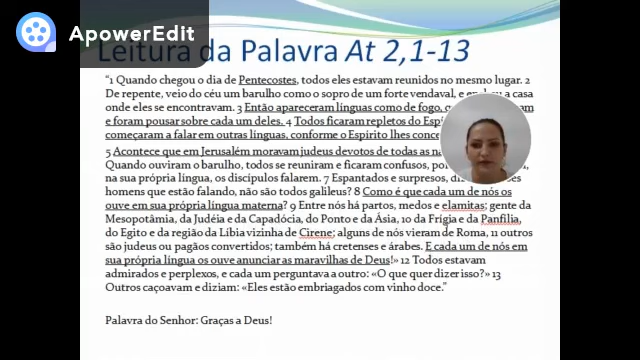 ApowerEdit
Leitura da Palavra At 2,1-13
“1 Quando chegou o dia de Pentecostes, todos eles estavam reunidos no mesmo lugar. 2
De repente, veio do céu um barulho como o sopro de um forte vendaval, e a casa
onde eles se encontravam. 3 Então apareceram línguas como de fogo,
e foram pousar sobre cada um deles. 4 Todos ficaram repletos do
começaram a falar em outras línguas, conforme o Espírito lhes
5 Acontece que em Jerusalém moravam judeus devotos de todas as
Quando ouviram o barulho, todos se reuniram e ficaram confusos,
na sua própria língua, os discípulos falarem. 7 Espantados e surpresos,
homens que estão falando, não são todos galileus? 8 Como é que cada um de nós os
ouve em sua própria língua materna? 9 Entre nós há partos, medos e elamitas; gente da
Mesopotâmia, da Judéia e da Capadócia, do Ponto e da Ásia, 10 da Frígia e da Panfília,
do Egito e da região da Líbia vizinha de Cirene; alguns de nós vieram de Roma, 11 outros
são judeus ou pagãos convertidos; também há cretenses e árabes. E cada um de nós em
sua própria língua os ouve anunciar as maravilhas de Deus!» 12 Todos estavam
admirados e perplexos, e cada um perguntava a outro: «O que quer dizer isso?» 13
Outros caçoavam e diziam: «Eles estão embriagados com vinho doce.”
Palavra do Senhor: Graças a Deus!